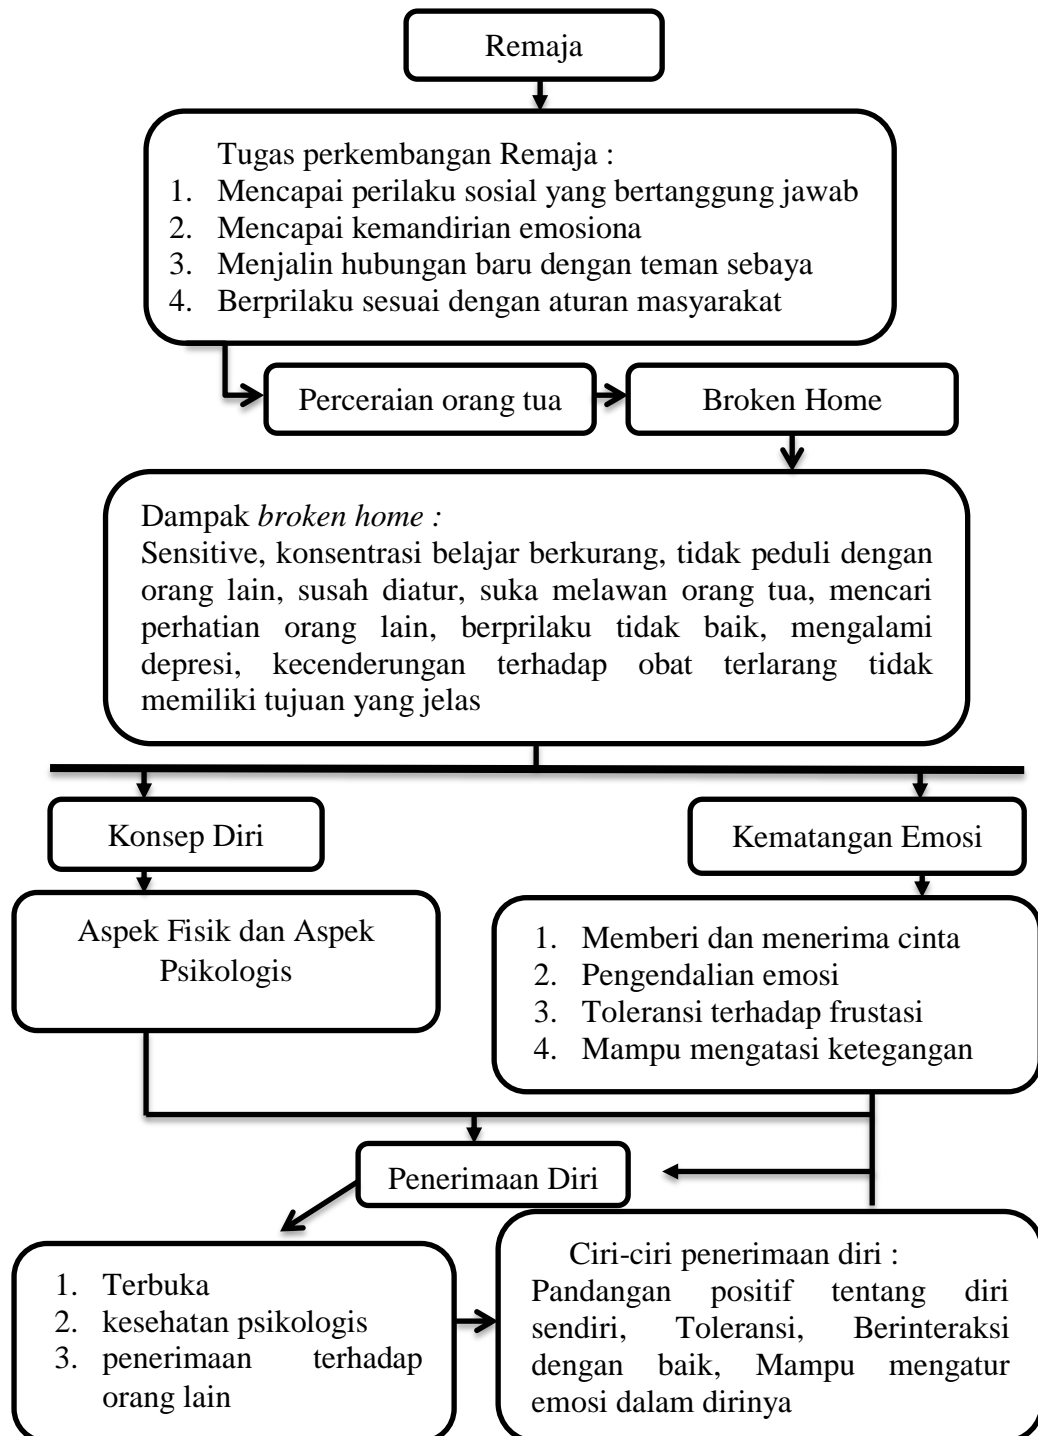 Remaja
Tugas perkembangan Remaja :
1. Mencapai perilaku sosial yang bertanggung jawab
2. Mencapai kemandirian emosiona
3. Menjalin hubungan baru dengan teman sebaya
4. Berprilaku sesuai dengan aturan masyarakat
Perceraian orang tua
Broken Home
Dampak broken home :
Sensitive, konsentrasi belajar berkurang, tidak peduli dengan
orang lain, susah diatur, suka melawan orang tua, mencari
perhatian orang lain, berprilaku tidak baik, mengalami
depresi, kecenderungan terhadap obat terlarang tidak
memiliki tujuan yang jelas
Konsep Diri
Kematangan Emosi
Aspek Fisik dan Aspek
Psikologis
1. Memberi dan menerima cinta
2. Pengendalian emosi
3. Toleransi terhadap frustasi
4. Mampu mengatasi ketegangan
Penerimaan Diri
1. Terbuka
2. kesehatan psikologis
3. penerimaan terhadap
orang lain
Ciri-ciri penerimaan diri :
Pandangan positif tentang diri
sendiri, Toleransi, Berinteraksi
dengan baik, Mampu mengatur
emosi dalam dirinya